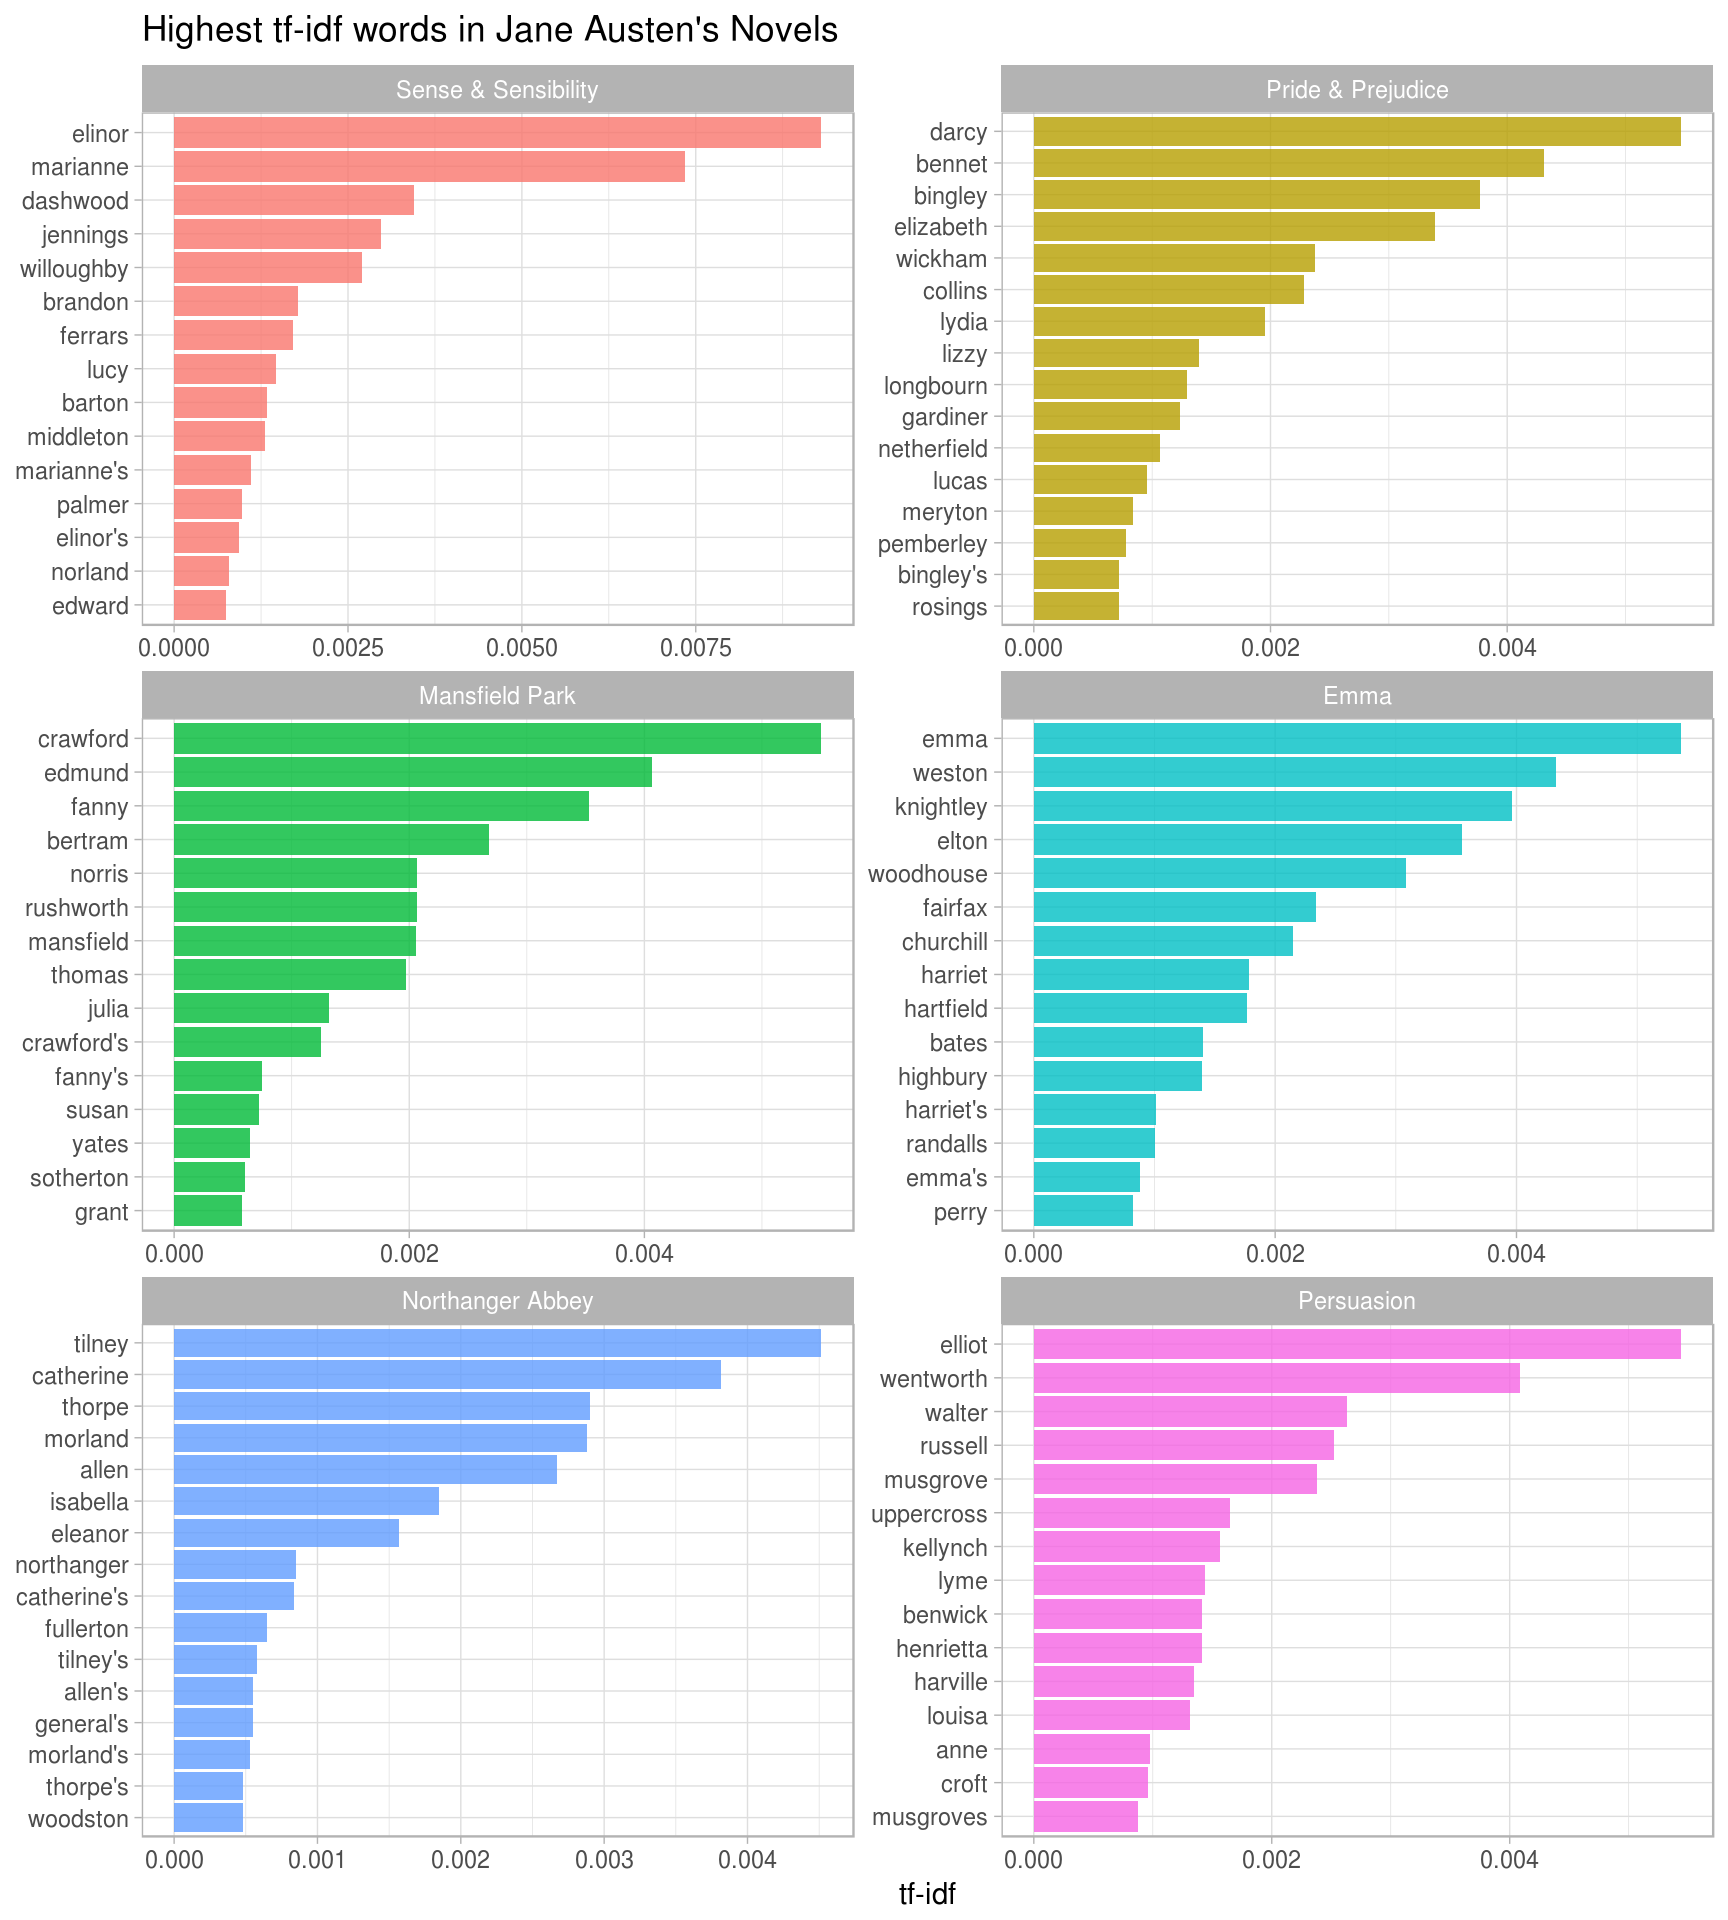 Highest tf-idf words in Jane Austen's Novels
Sense & Sensibility
elinor
marianne
dashwood
jennings
willoughby
brandon
ferrars
lucy
barton
middleton
marianne's
palmer
elinor's
norland
edward
0.0000 0.0025 0.0050 0.0075
Pride & Prejudice
darcy
bennet
bingley
elizabeth
wickham
collins
lydia
lizzy
longbourn
gardiner
netherfield
lucas
meryton
pemberley
bingley's
rosings
0.000 0.002 0.004
Mansfield Park
crawford
edmund
fanny
bertram
norris
rushworth
mansfield
thomas
julia
crawford's
fanny's
susan
yates
sotherton
grant
0.000 0.002 0.004
Emma
emma
weston
knightley
elton
woodhouse
fairfax
churchill
harriet
hartfield
bates
highbury
harriet's
randalls
emma's
perry
0.000 0.002 0.004
Northanger Abbey
tilney
catherine
thorpe
morland
allen
isabella
eleanor
northanger
catherine's
fullerton
tilney's
allen's
general's
morland's
thorpe's
woodston
0.000 0.001 0.002 0.003 0.004
Persuasion
elliot
wentworth
walter
russell
musgrove
uppercross
kellynch
lyme
benwick
henrietta
harville
louisa
anne
croft
musgroves
0.000 0.002 0.004
tf-idf